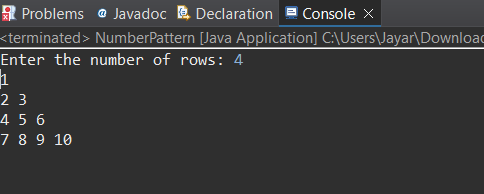 Problems @ Javadoc Declaration Console
<terminated> NumberPattern [Java Application] C:\Users\Jayar\Downloa
Enter the number of rows: 4
1
2 3
4 5 6
7 8 9 10